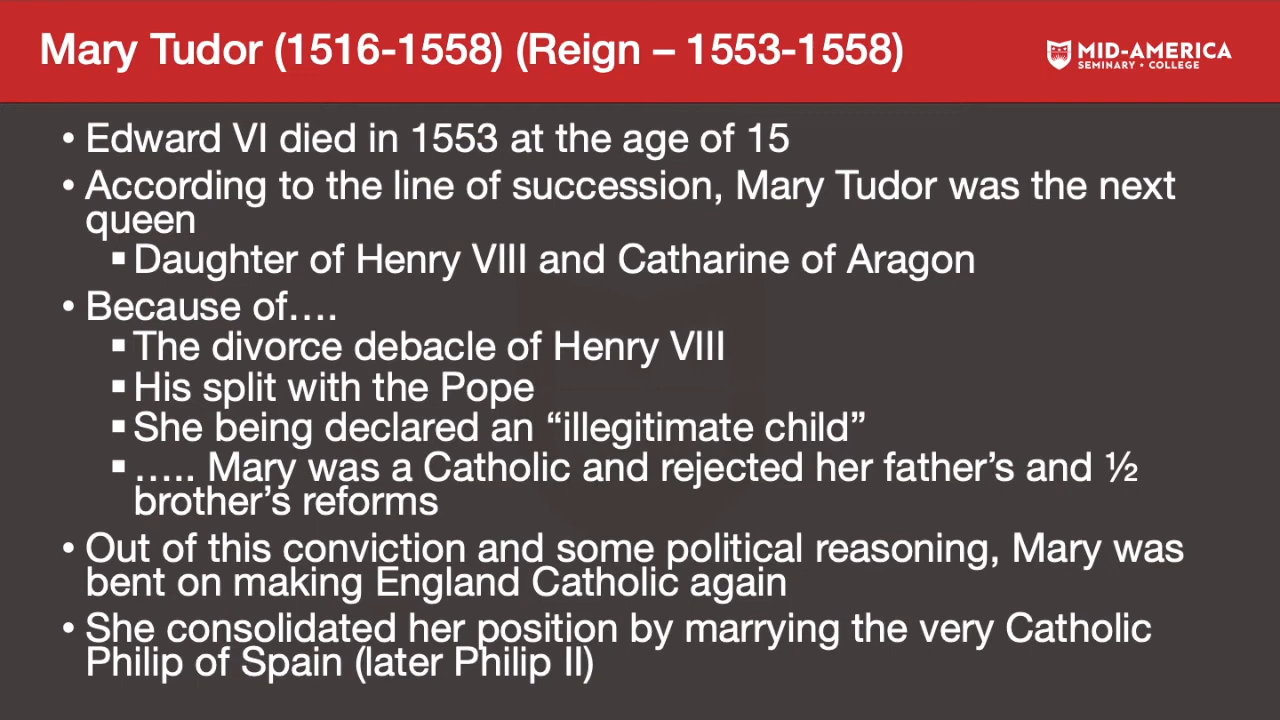 Mary Tudor (1516-1558) (Reign – 1553-1558)
MID-AMERICA
SEMINARY • COLLEGE
• Edward VI died in 1553 at the age of 15
• According to the line of succession, Mary Tudor was the next
queen
▪ Daughter of Henry VIII and Catharine of Aragon
• Because of….
▪ The divorce debacle of Henry VIII
▪ His split with the Pope
▪ She being declared an “illegitimate child”
▪ ….. Mary was a Catholic and rejected her father’s and ½
brother’s reforms
• Out of this conviction and some political reasoning, Mary was
bent on making England Catholic again
• She consolidated her position by marrying the very Catholic
Philip of Spain (later Philip II)